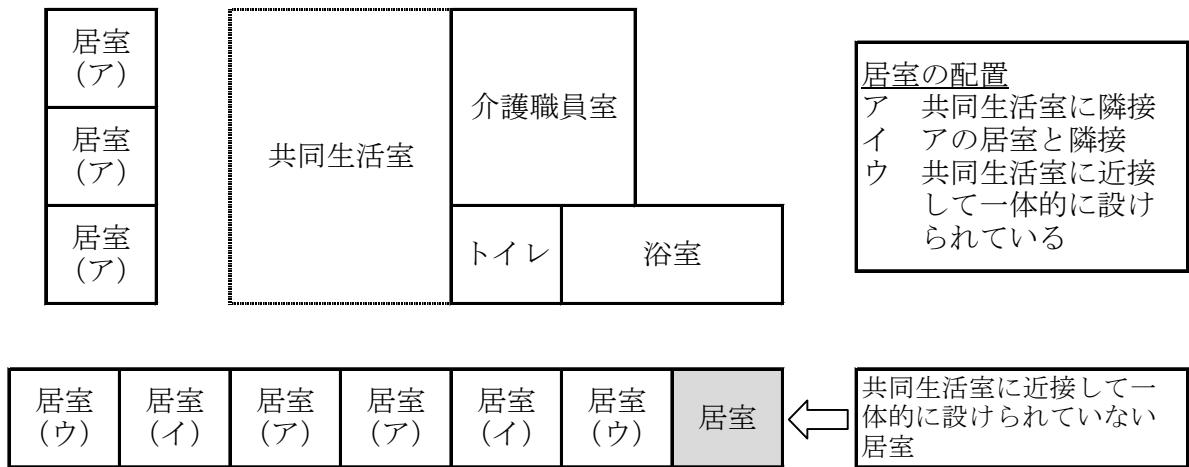 居室
(ア)
居室
(ア)
居室
(ア)
共同生活室
介護職員室
トイレ
浴室
居室の配置
ア　共同生活室に隣接
イ　アの居室と隣接
ウ　共同生活室に近接
して一体的に設け
られている
居室
(ウ)
居室
(イ)
居室
(ア)
居室
(ア)
居室
(イ)
居室
(ウ)
居室
共同生活室に近接して一
体的に設けられていない
居室